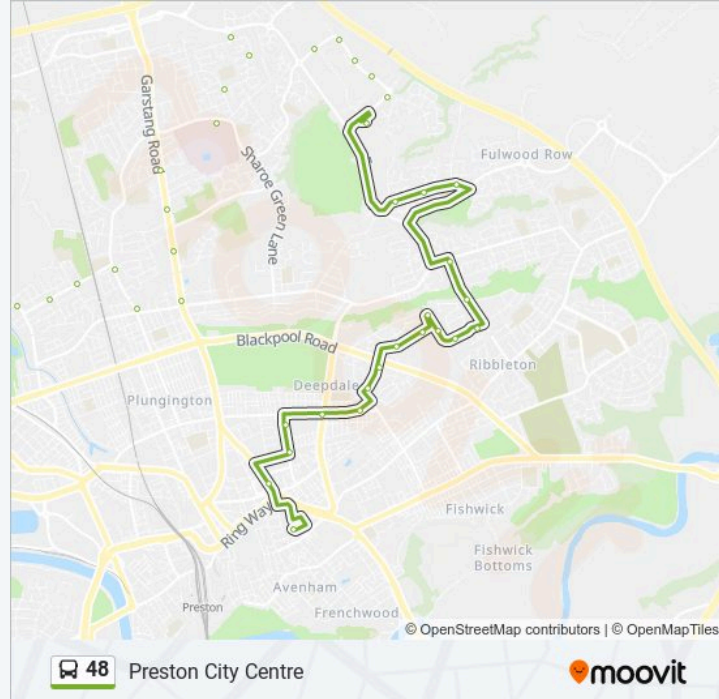 Garstang Road
Sharoe Green
Lane
Fulwood Row
Blackpool Road
Ribbleton
Deepdale
Plungington
Ring Way
Fishwick
Fishwick
Bottoms
Avenham
Preston
Frenchwood
© OpenStreetMap contributors | © OpenMapTiles
48 Preston City Centre
moovit